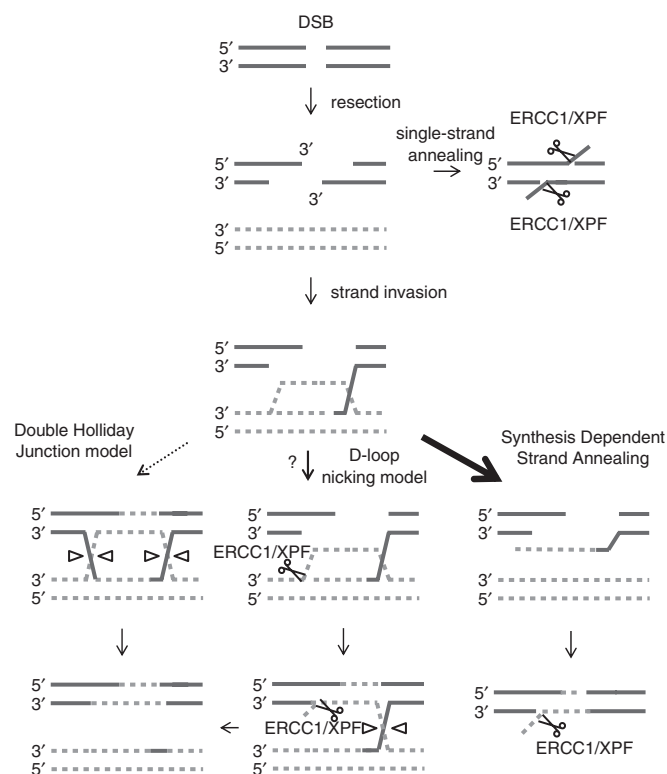 DSB
5′
3′
resection
ERCC1/XPF
single-strand
annealing
3′
5′
3′
3′
5′
3′
ERCC1/XPF
3′
5′
strand invasion
5′
3′
3′
5′
Double Holliday
Junction model
?
D-loop
nicking model
Synthesis Dependent
Strand Annealing
5′
3′
3′
5′
5′
3′
ERCC1/XPF
3′
5′
5′
3′
3′
5′
5′
3′
3′
5′
5′
3′
ERCC1/XPF
3′
5′
5′
3′
ERCC1/XPF